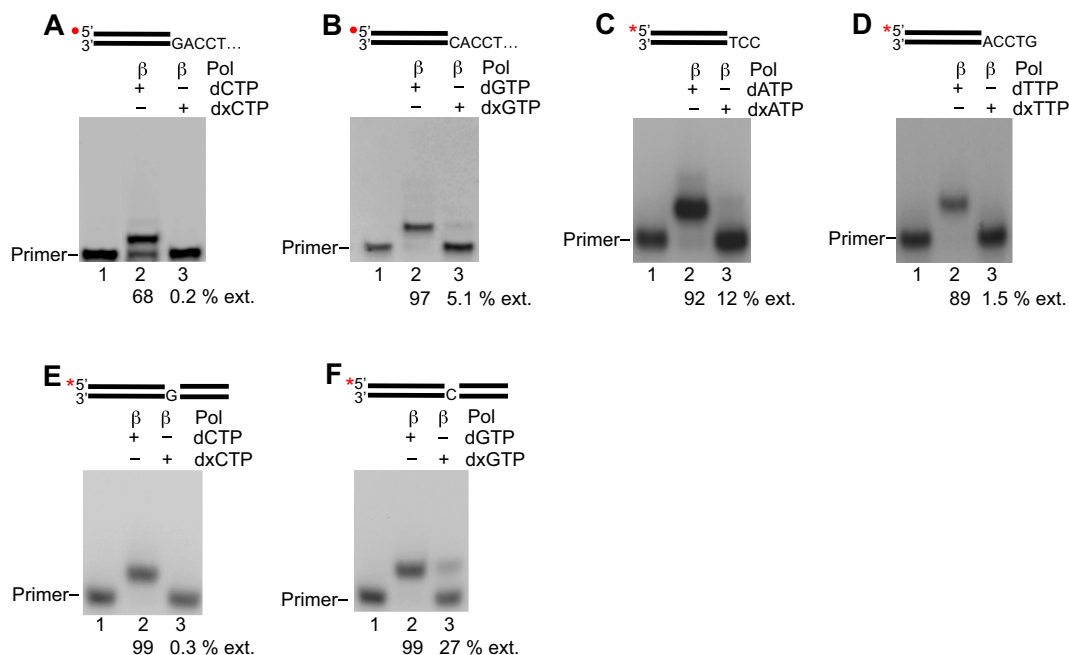 A
5’
3’
GACCT...
β β Pol
+ – dCTP
– + dxCTP
Primer–
1 2 3
68 0.2 % ext.
B
5’
3’
CACCT...
β β Pol
+ – dGTP
– + dxGTP
Primer–
1 2 3
97 5.1 % ext.
C
*5’
3’
TCC
β β Pol
+ – dATP
– + dxATP
Primer–
1 2 3
92 12 % ext.
D
*5’
3’
ACCTG
β β Pol
+ – dTTP
– + dxTTP
Primer–
1 2 3
89 1.5 % ext.
E
*5’
3’
G
β β Pol
+ – dCTP
– + dxCTP
Primer–
1 2 3
99 0.3 % ext.
F
*5’
3’
C
β β Pol
+ – dGTP
– + dxGTP
Primer–
1 2 3
99 27 % ext.